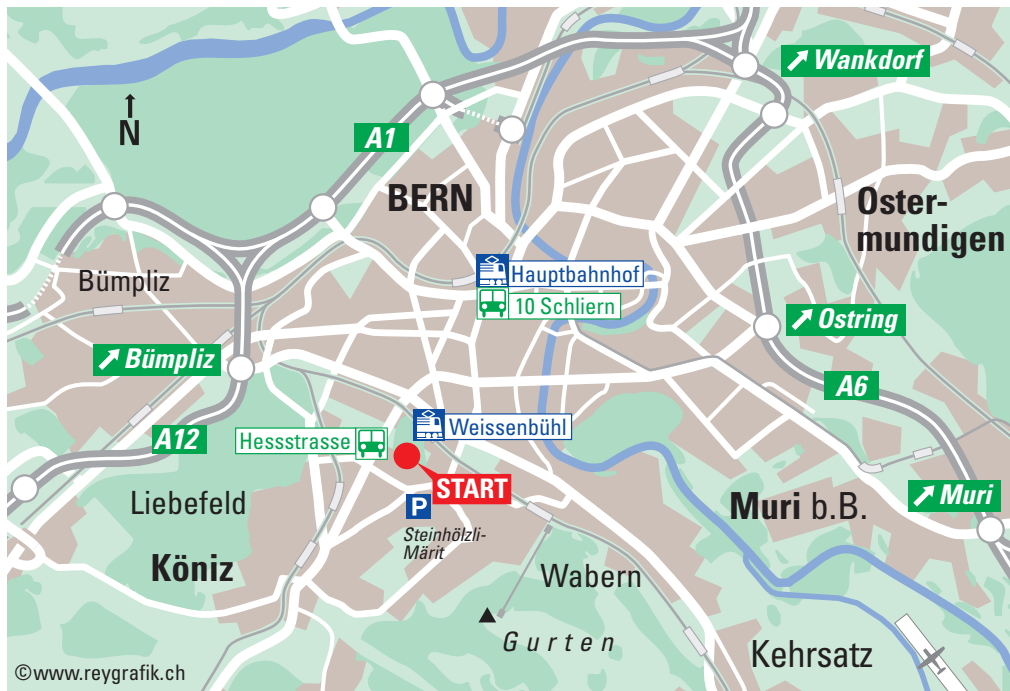 Wankdorf
N
A1
BERN
Oster-
mundigen
Bümpliz
Hauptbahnhof
10 Schliern
Ostring
Bümpliz
A6
Weissenbühl
A12
Hessstrasse
START
Muri
Liebefeld
P
Muri b.B.
Steinhölzli-
Märit
Köniz
Wabern
Gurten
Kehrsatz
©www.reygrafik.ch